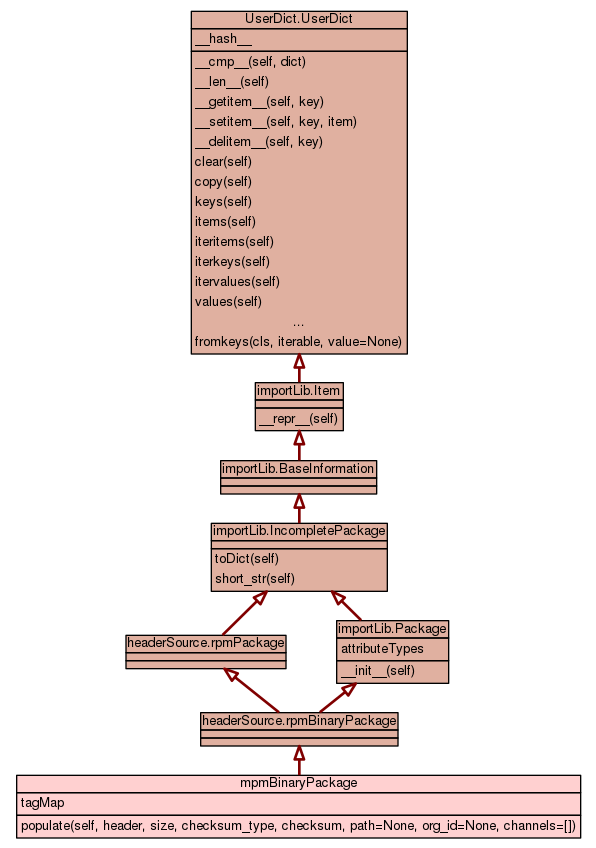 UserDict.UserDict
__hash__
__cmp__(self, dict)
__len__(self)
__getitem__(self, key)
__setitem__(self, key, item)
__delitem__(self, key)
clear(self)
copy(self)
keys(self)
items(self)
iteritems(self)
iterkeys(self)
itervalues(self)
values(self)
...
fromkeys(cls, iterable, value=None)
importLib.Item
__repr__(self)
importLib.BaseInformation
importLib.IncompletePackage
toDict(self)
short_str(self)
headerSource.rpmPackage
importLib.Package
attributeTypes
__init__(self)
headerSource.rpmBinaryPackage
mpmBinaryPackage
tagMap
populate(self, header, size, checksum_type, checksum, path=None, org_id=None, channels=[])